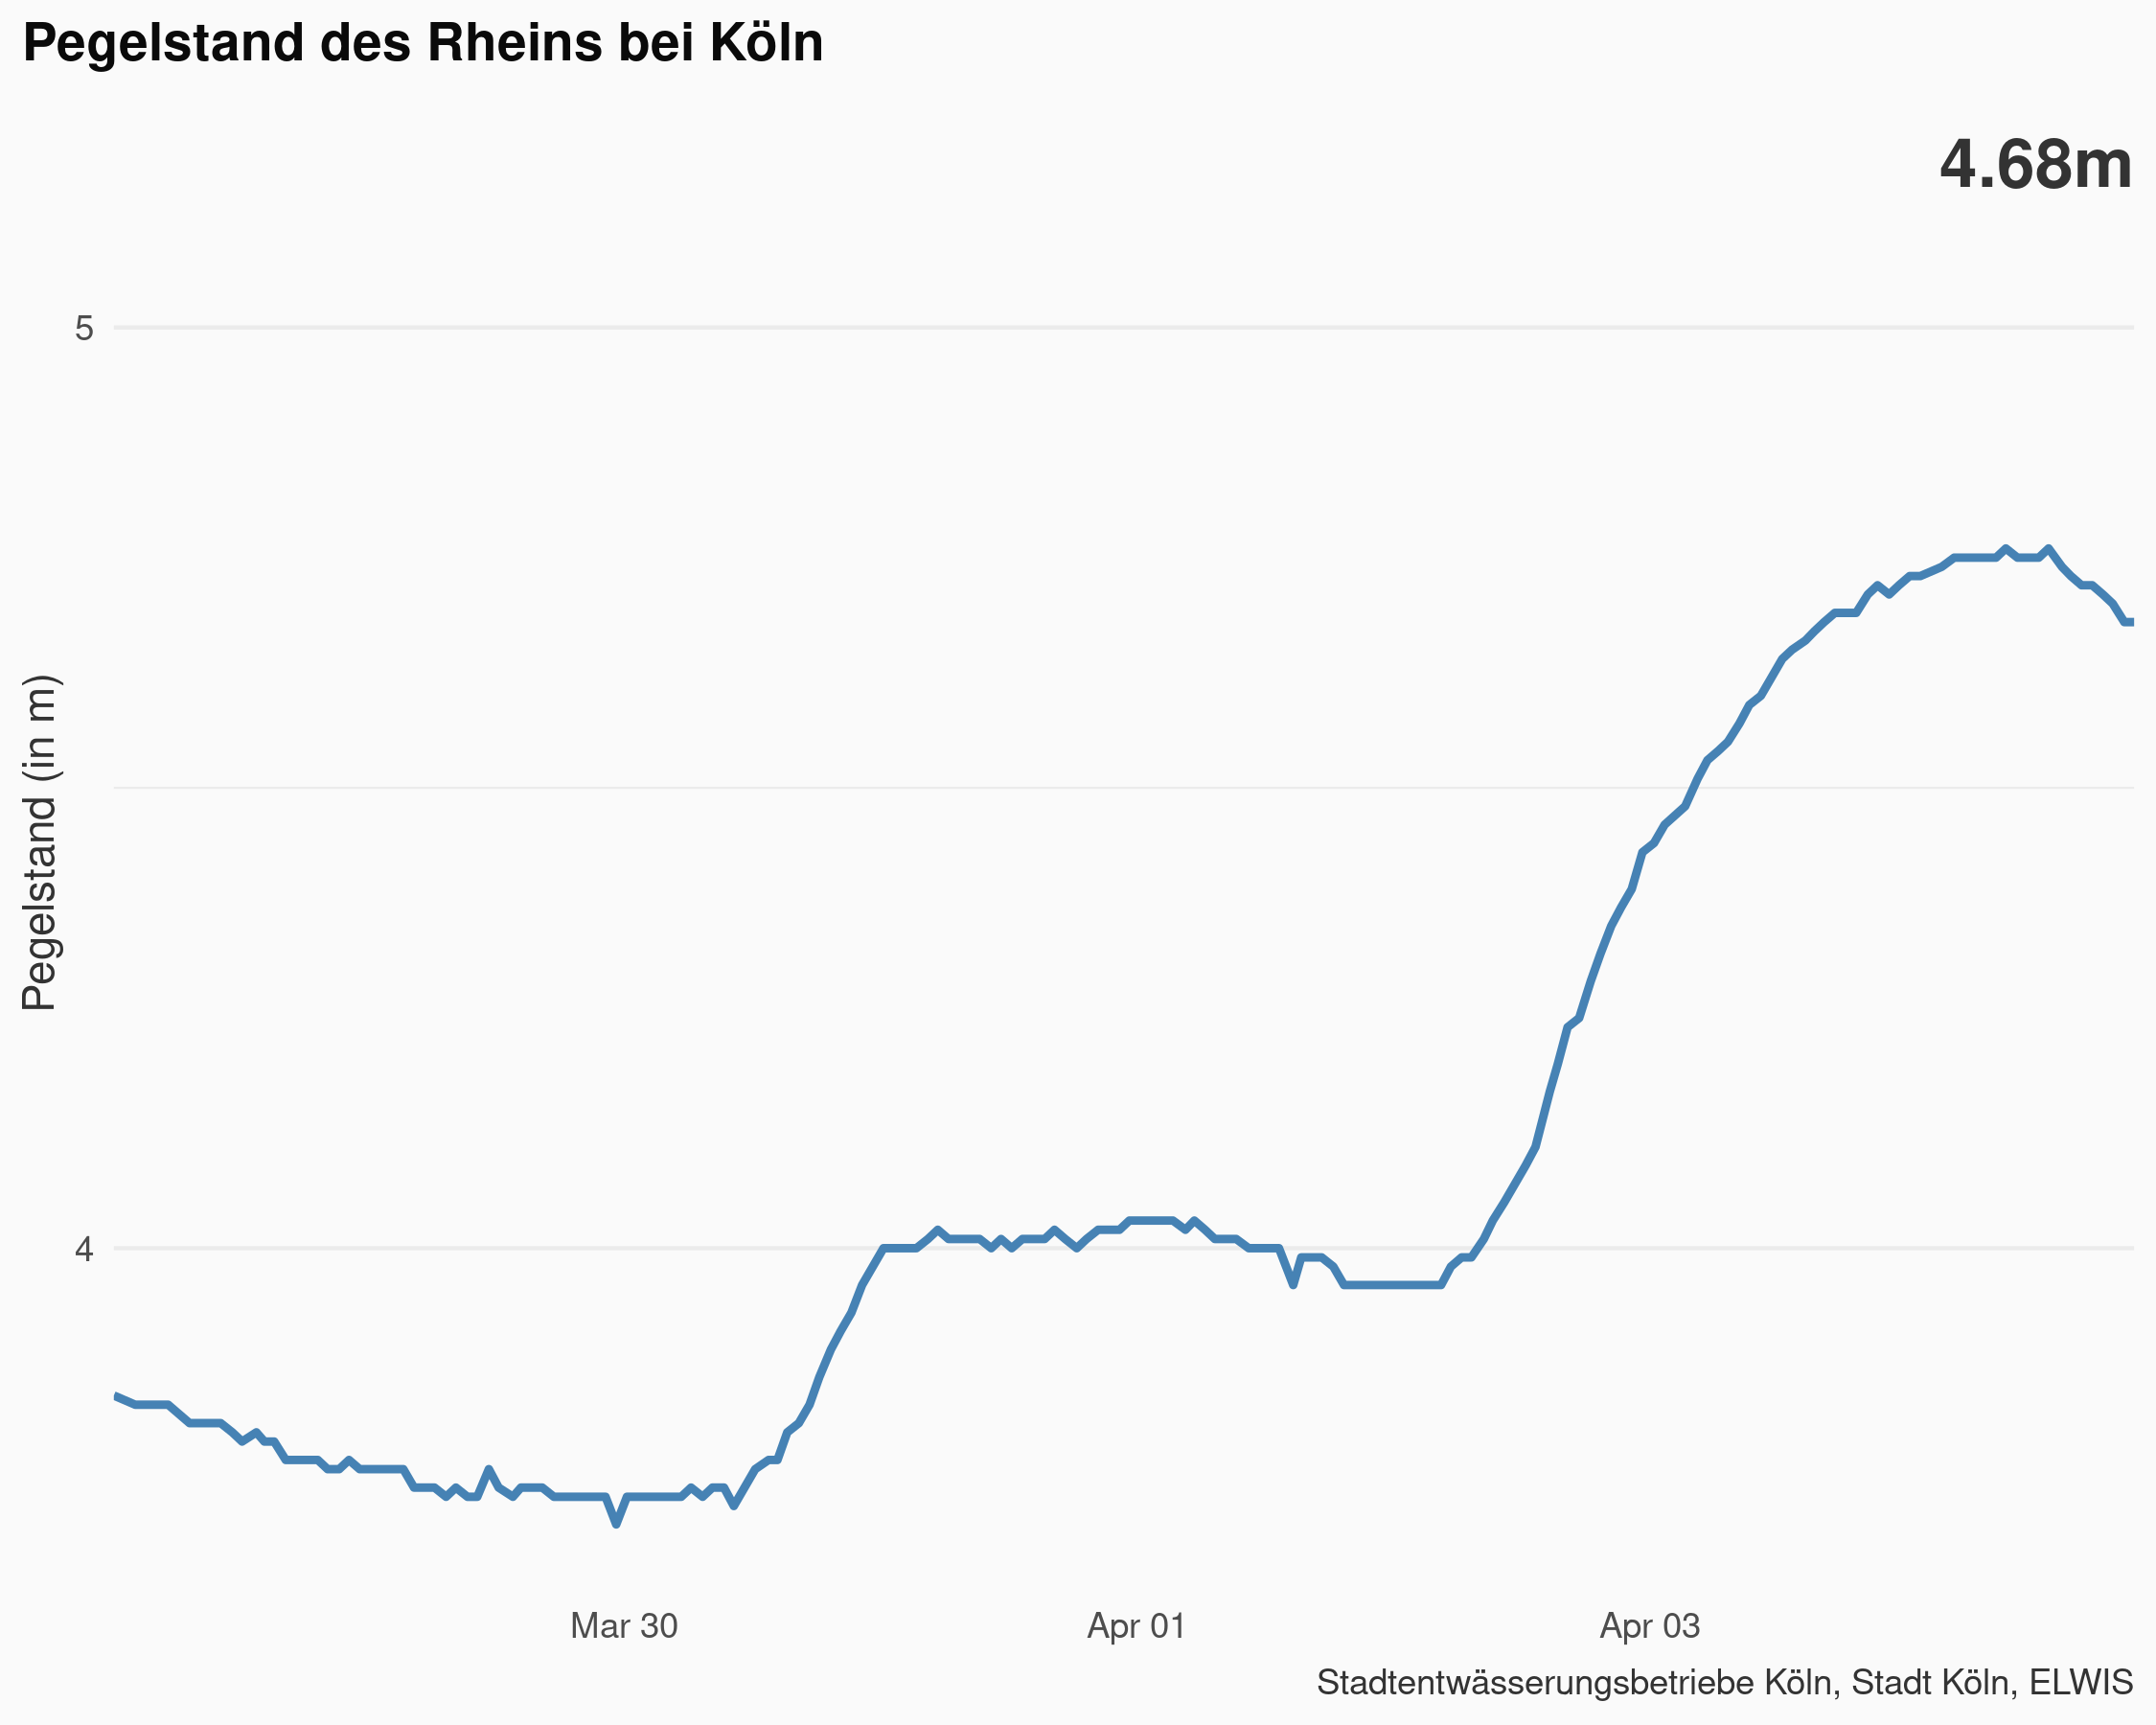 Pegelstand des Rheins bei Köln
4.68m
5
Pegelstand (in m)
4
Mar 30
Apr 01
Apr 03
Stadtentwässerungsbetriebe Köln, Stadt Köln, ELWIS